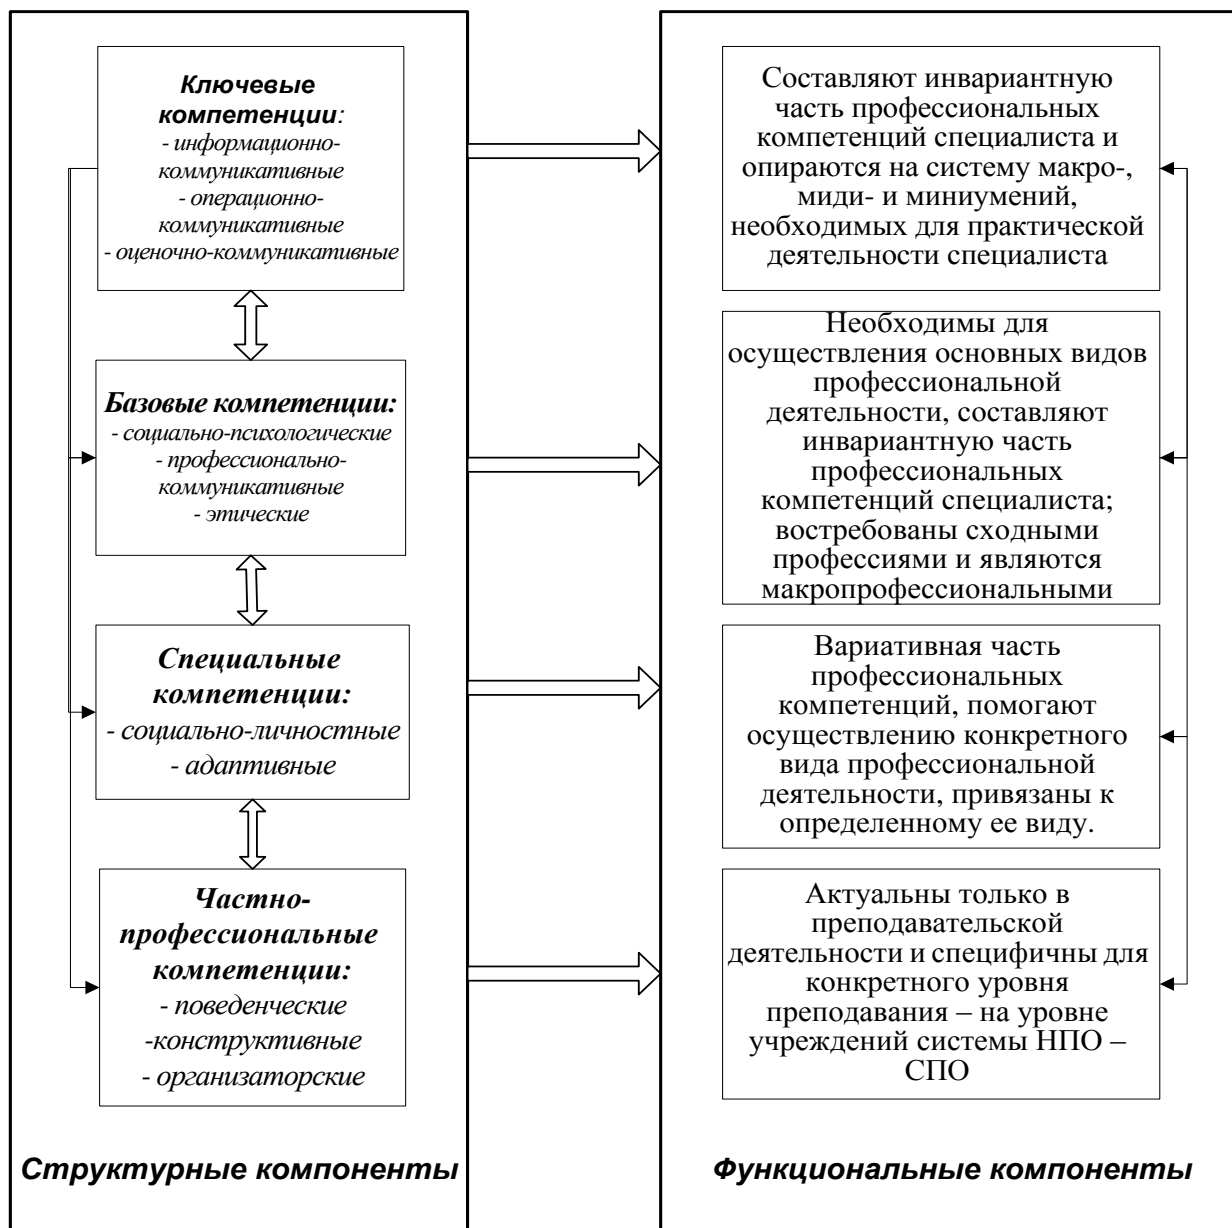 Ключевые
компетенции:
- информационно-
коммуникативные
- операционно-
коммуникативные
- оценочно-коммуникативные
Базовые компетенции:
- социально-психологические
- профессионально-
коммуникативные
- этические
Специальные
компетенции:
- социально-личностные
- адаптивные
Частно-
профессиональные
компетенции:
- поведенческие
-конструктивные
- организаторские
Структурные компоненты
Составляют инвариантную
часть профессиональных
компетенций специалиста и
опираются на систему макро-,
миди- и миниумений,
необходимых для практической
деятельности специалиста
Необходимы для
осуществления основных видов
профессиональной
деятельности, составляют
инвариантную часть
профессиональных
компетенций специалиста;
востребованы сходными
профессиями и являются
макропрофессиональными
Вариативная часть
профессиональных
компетенций, помогают
осуществлению конкретного
вида профессиональной
деятельности, привязаны к
определенному ее виду.
Актуальны только в
преподавательской
деятельности и специфичны для
конкретного уровня
преподавания – на уровне
учреждений системы НПО –
СПО
Функциональные компоненты